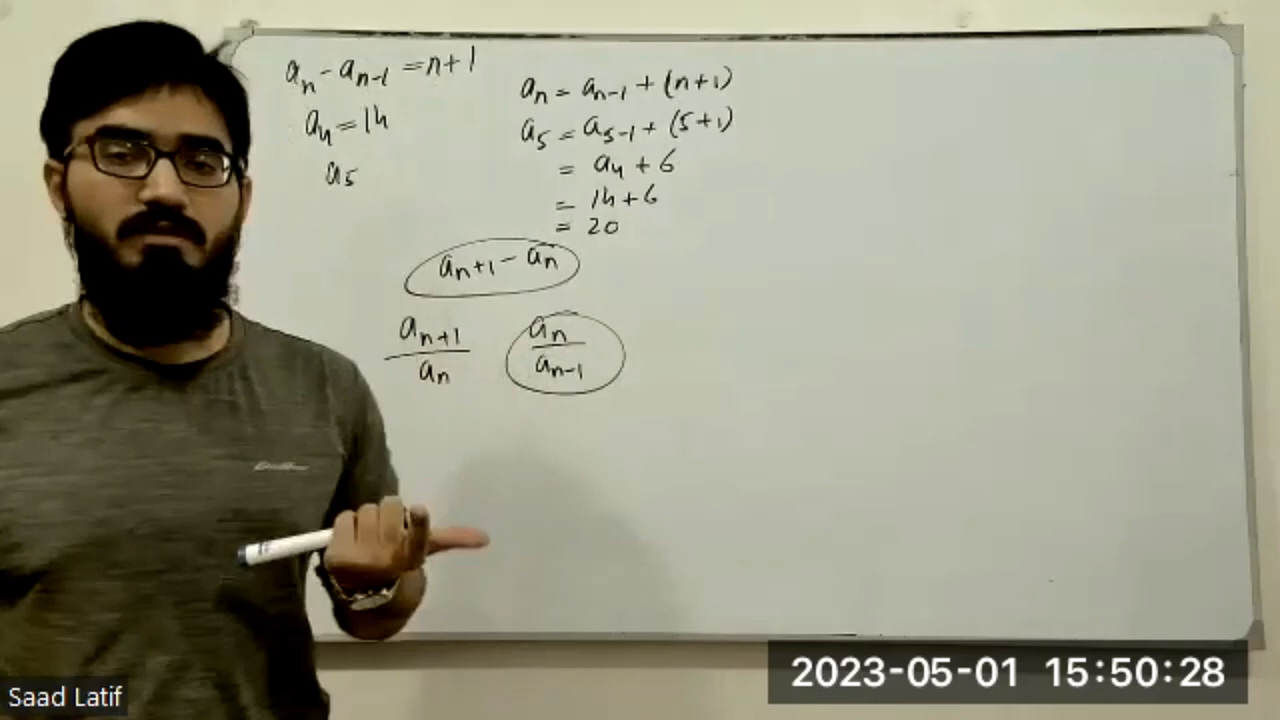 aₙ - aₙ₋₁ = n+1
a₄ = 14
a₅
aₙ = aₙ₋₁ + (n+1)
a₅ = a₅₋₁ + (5+1)
= a₄ + 6
= 14 + 6
= 20
aₙ₊₁ - aₙ
aₙ₊₁ / aₙ
aₙ / aₙ₋₁
2023-05-01 15:50:28
Saad Latif